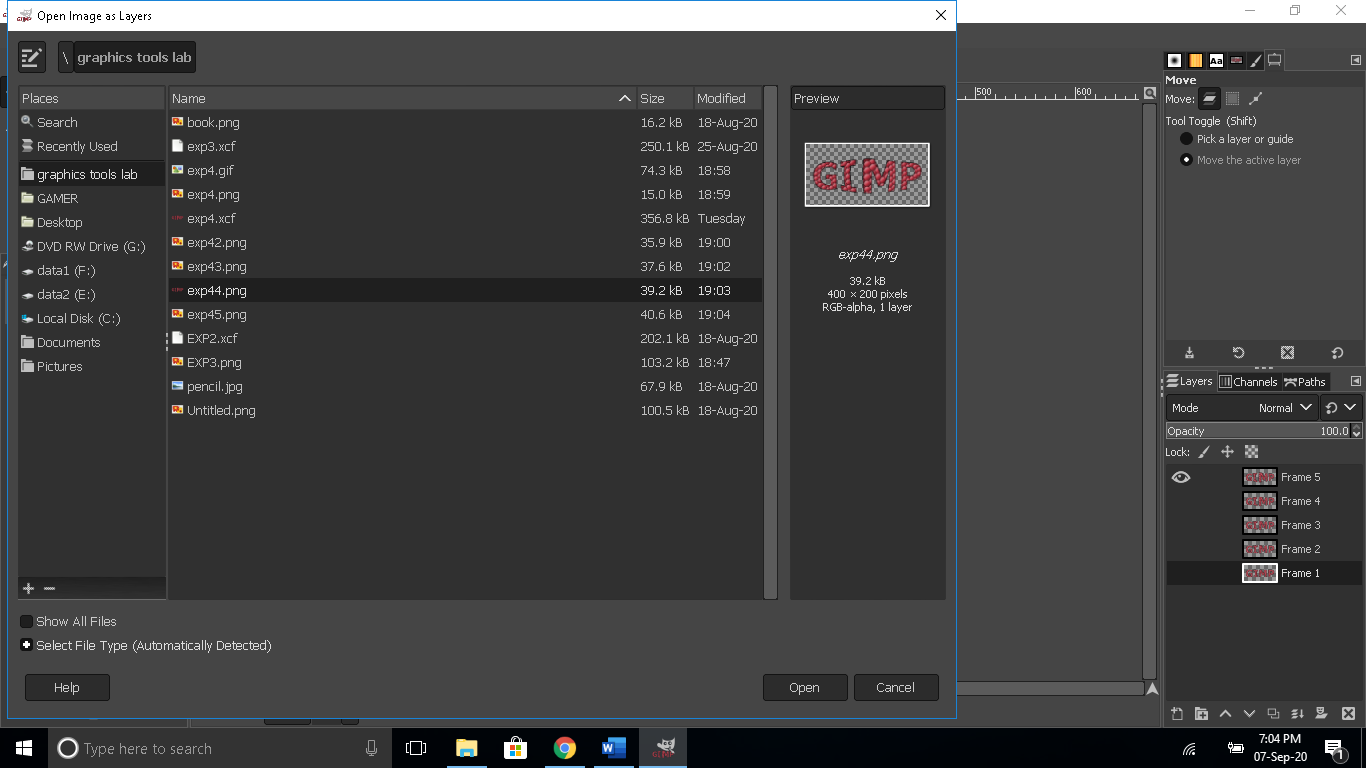 Open Image as Layers
\ graphics tools lab
Places
Search
Recently Used
graphics tools lab
GAMER
Desktop
DVD RW Drive (G:)
data1 (F:)
data2 (E:)
Local Disk (C:)
Documents
Pictures
Name Size Modified
book.png 16.2 kB 18-Aug-20
exp3.xcf 250.1 kB 25-Aug-20
exp4.gif 74.3 kB 18:58
exp4.png 15.0 kB 18:59
exp4.xcf 356.8 kB Tuesday
exp42.png 35.9 kB 19:00
exp43.png 37.6 kB 19:02
exp44.png 39.2 kB 19:03
exp45.png 40.6 kB 19:04
EXP2.xcf 202.1 kB 18-Aug-20
EXP3.png 103.2 kB 18:47
pencil.jpg 67.9 kB 18-Aug-20
Untitled.png 100.5 kB 18-Aug-20
Preview
GIMP
exp44.png
39.2 kB
400 × 200 pixels
RGB-alpha, 1 layer
Show All Files
Select File Type (Automatically Detected)
Help Open Cancel
500 600
Aa
Move
Move:
Tool Toggle (Shift)
Pick a layer or guide
Move the active layer
Layers Channels Paths
Mode Normal
Opacity 100.0
Lock:
GIMP Frame 5
GIMP Frame 4
GIMP Frame 3
GIMP Frame 2
GIMP Frame 1
Type here to search
7:04 PM
07-Sep-20
1